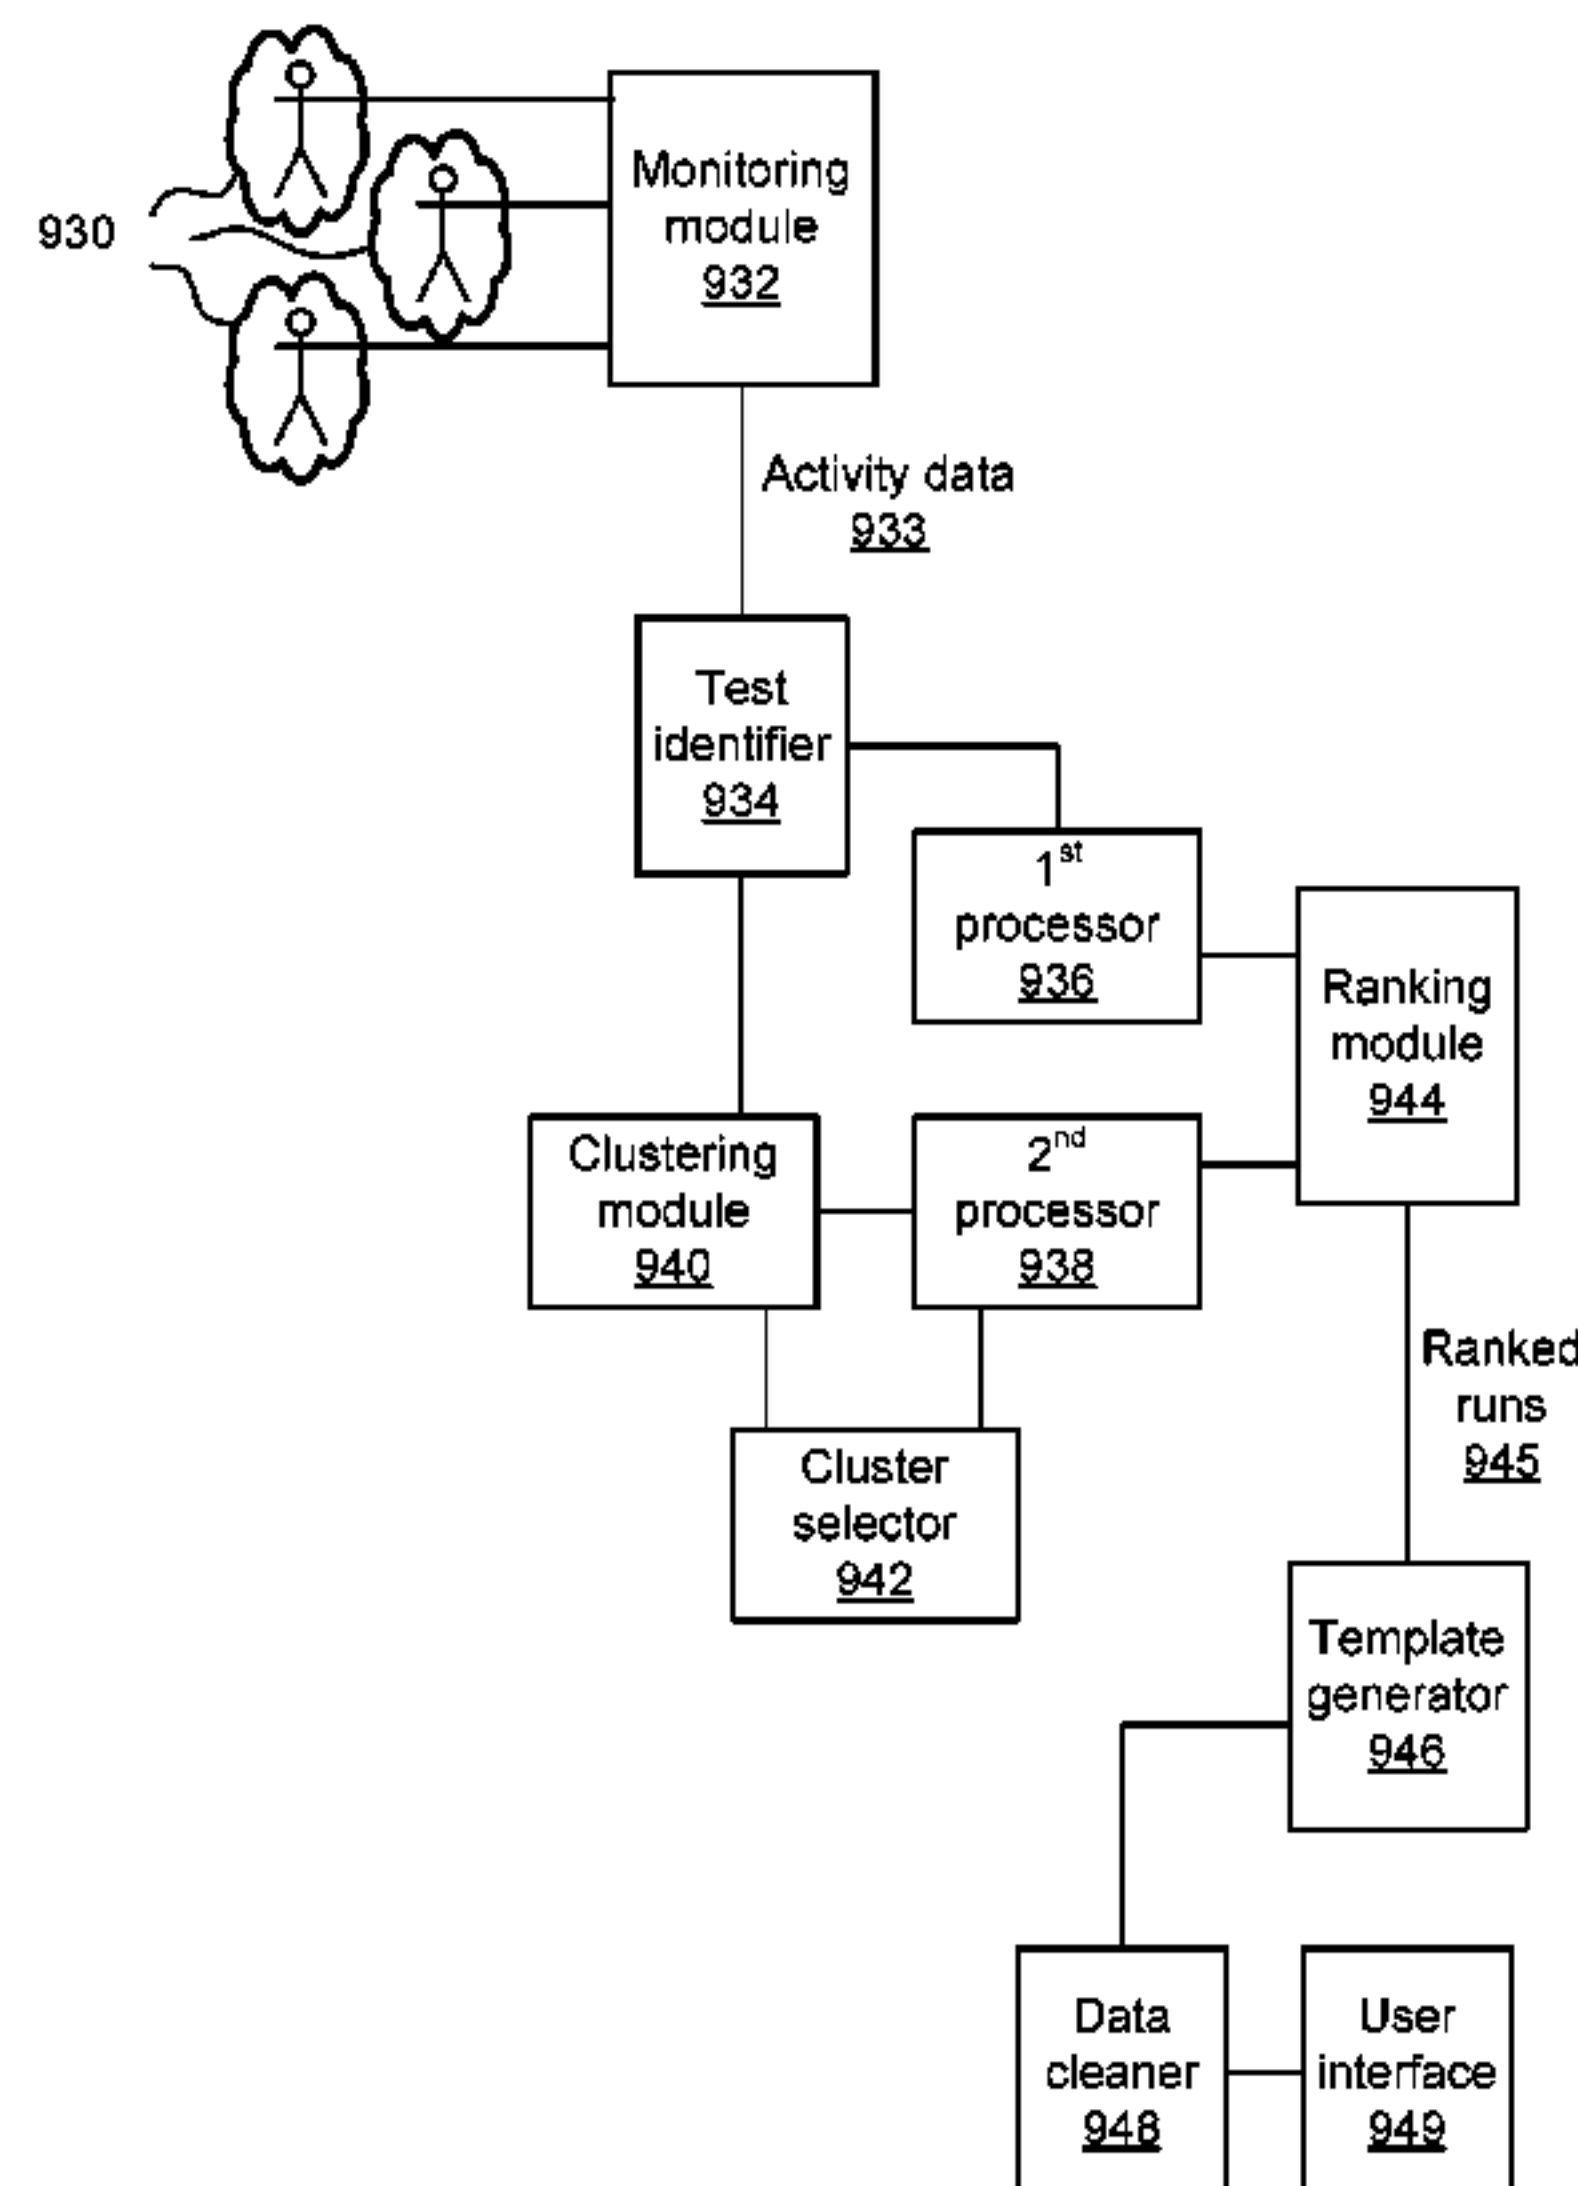 930
Monitoring
module
932
Activity data
933
Test
identifier
934
1st
processor
936
Ranking
module
944
Clustering
module
940
2nd
processor
938
Ranked
runs
945
Cluster
selector
942
Template
generator
946
Data
cleaner
948
User
interface
949